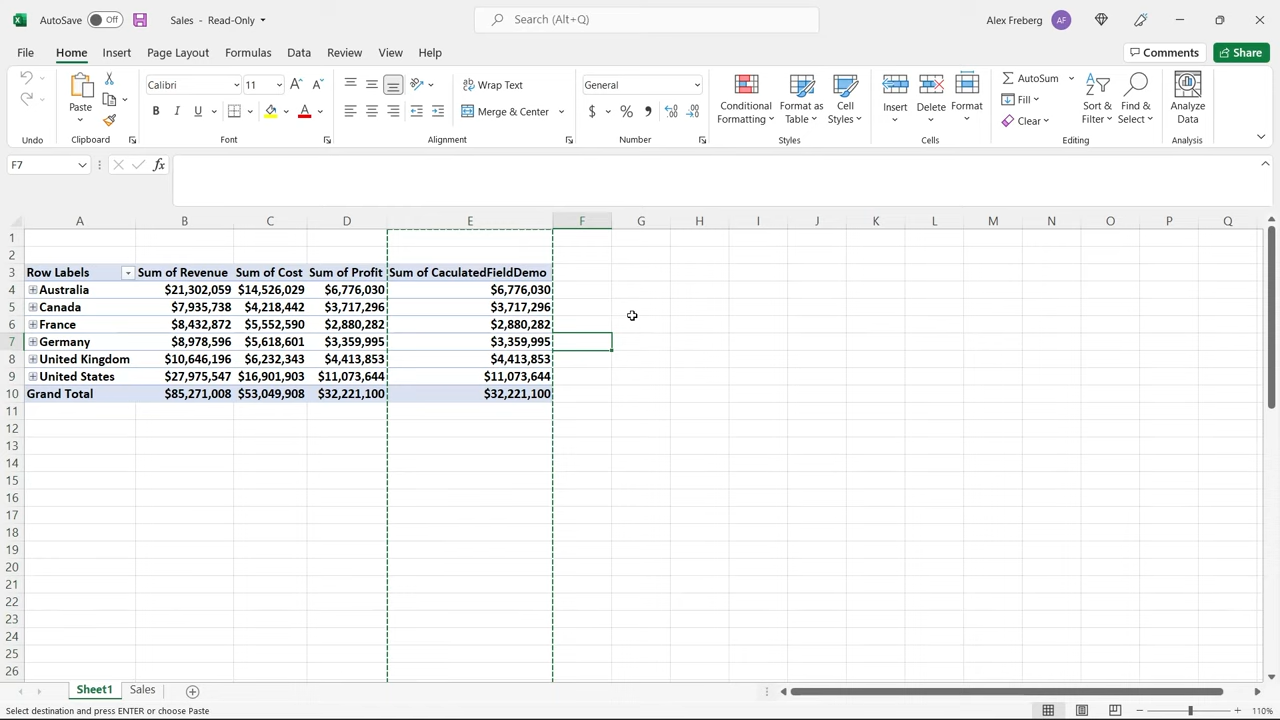 AutoSave Off Sales - Read-Only Search (Alt+Q) Alex Freberg AF
File Home Insert Page Layout Formulas Data Review View Help Comments Share
Paste Calibri 11 B I U A Wrap Text Merge & Center General $ % Conditional Formatting Format as Table Cell Styles Insert Delete Format AutoSum Fill Clear Sort & Filter Find & Select Analyze Data
Undo Clipboard Font Alignment Number Styles Cells Editing Analysis
F7 fx
A B C D E F G H I J K L M N O P Q
1
2
3 Row Labels Sum of Revenue Sum of Cost Sum of Profit Sum of CaculatedFieldDemo
4 Australia $21,302,059 $14,526,029 $6,776,030 $6,776,030
5 Canada $7,935,738 $4,218,442 $3,717,296 $3,717,296
6 France $8,432,872 $5,552,590 $2,880,282 $2,880,282
7 Germany $8,978,596 $5,618,601 $3,359,995 $3,359,995
8 United Kingdom $10,646,196 $6,232,343 $4,413,853 $4,413,853
9 United States $27,975,547 $16,901,903 $11,073,644 $11,073,644
10 Grand Total $85,271,008 $53,049,908 $32,221,100 $32,221,100
11
12
13
14
15
16
17
18
19
20
21
22
23
24
25
26
Sheet1 Sales
Select destination and press ENTER or choose Paste 110%